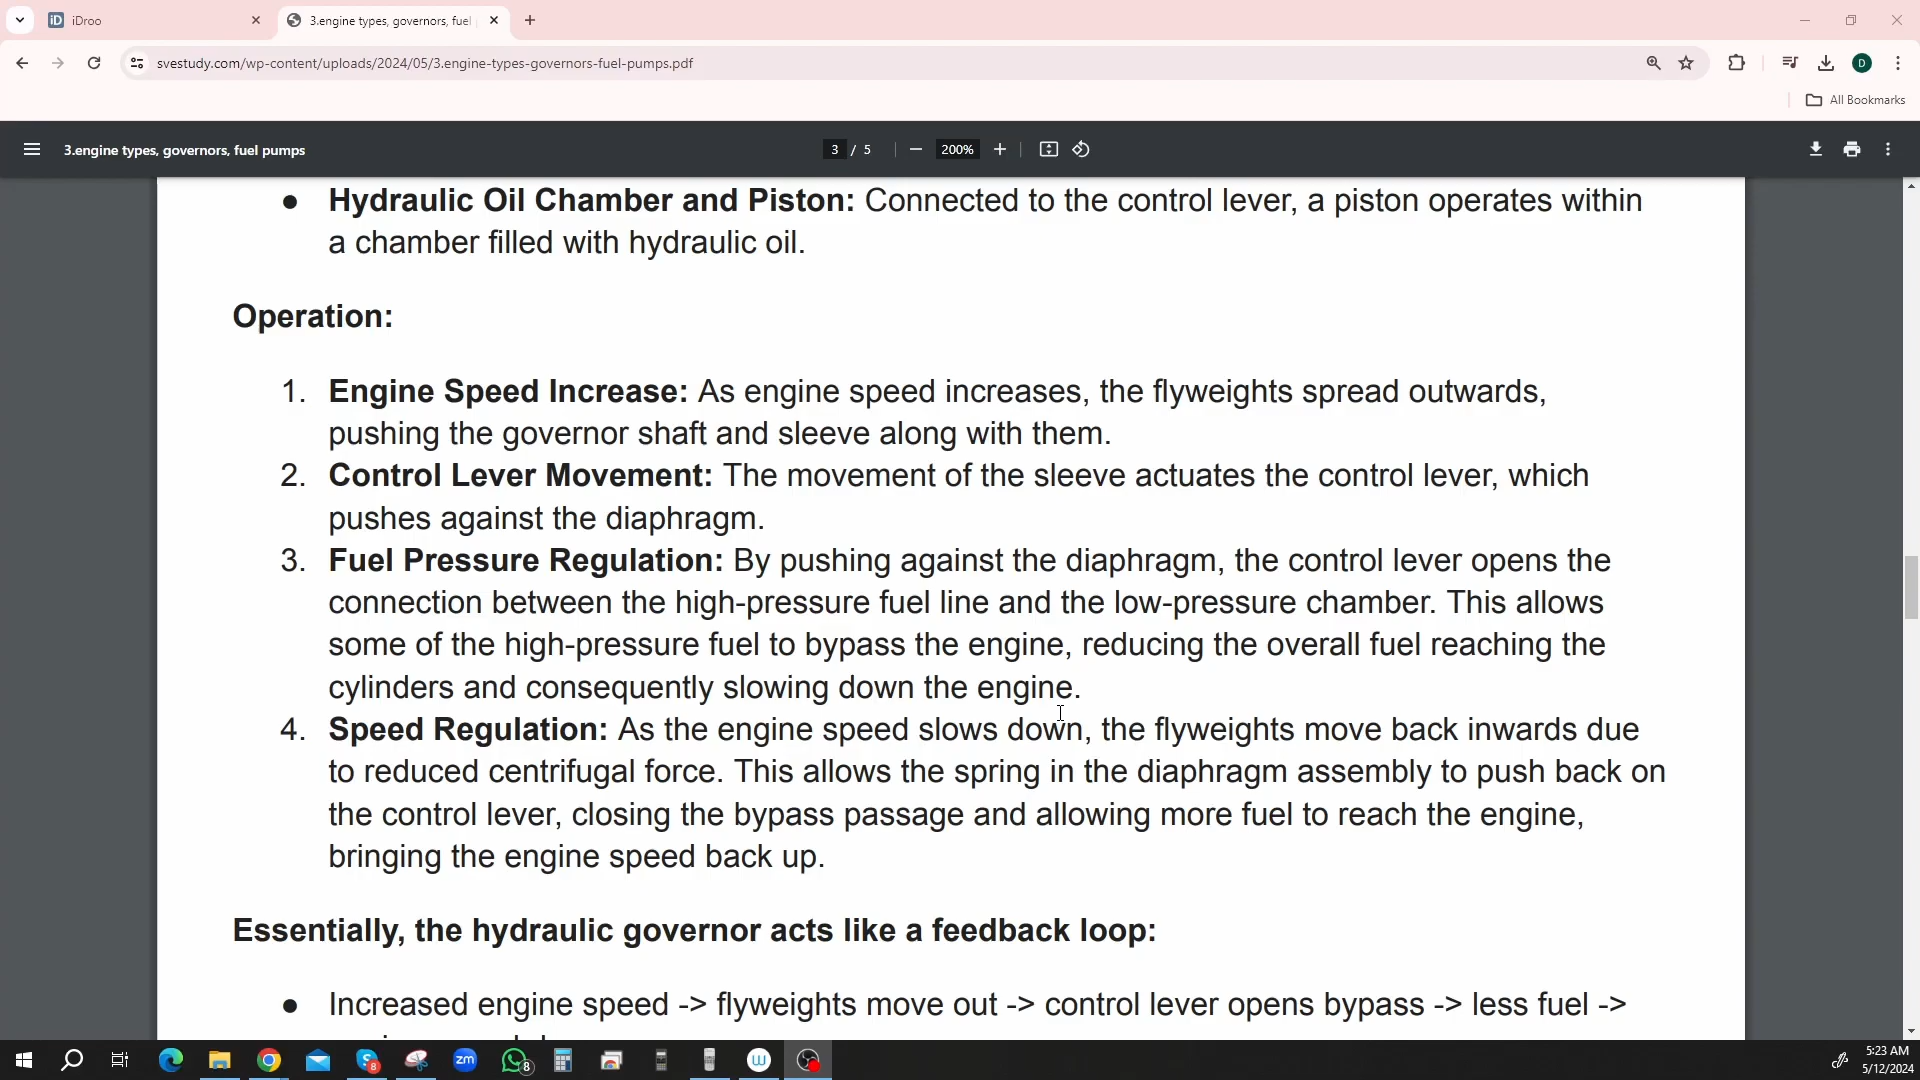 iDroo
3.engine types, governors, fuel
svestudy.com/wp-content/uploads/2024/05/3.engine-types-governors-fuel-pumps.pdf
D
All Bookmarks
3.engine types, governors, fuel pumps
3 / 5
200%
● Hydraulic Oil Chamber and Piston: Connected to the control lever, a piston operates within
a chamber filled with hydraulic oil.
Operation:
1. Engine Speed Increase: As engine speed increases, the flyweights spread outwards,
pushing the governor shaft and sleeve along with them.
2. Control Lever Movement: The movement of the sleeve actuates the control lever, which
pushes against the diaphragm.
3. Fuel Pressure Regulation: By pushing against the diaphragm, the control lever opens the
connection between the high-pressure fuel line and the low-pressure chamber. This allows
some of the high-pressure fuel to bypass the engine, reducing the overall fuel reaching the
cylinders and consequently slowing down the engine.
4. Speed Regulation: As the engine speed slows down, the flyweights move back inwards due
to reduced centrifugal force. This allows the spring in the diaphragm assembly to push back on
the control lever, closing the bypass passage and allowing more fuel to reach the engine,
bringing the engine speed back up.
Essentially, the hydraulic governor acts like a feedback loop:
● Increased engine speed -> flyweights move out -> control lever opens bypass -> less fuel ->
zm
8
8
5:23 AM
5/12/2024